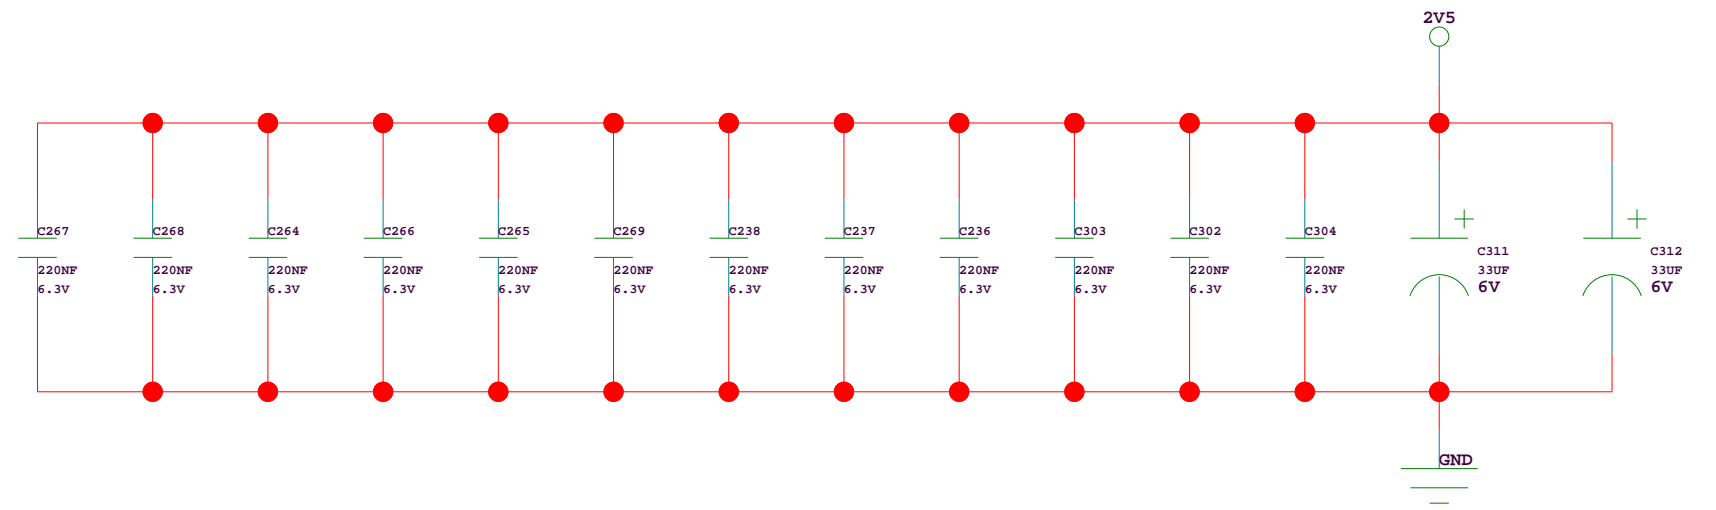 2V5
C267 C268 C264 C266 C265 C269 C238 C237 C236 C303 C302 C304
C311 C312
220NF 220NF 220NF 220NF 220NF 220NF 220NF 220NF 220NF 220NF 220NF 220NF 33UF 33UF
6.3V 6.3V 6.3V 6.3V 6.3V 6.3V 6.3V 6.3V 6.3V 6.3V 6.3V 6.3V 6V 6V
GND